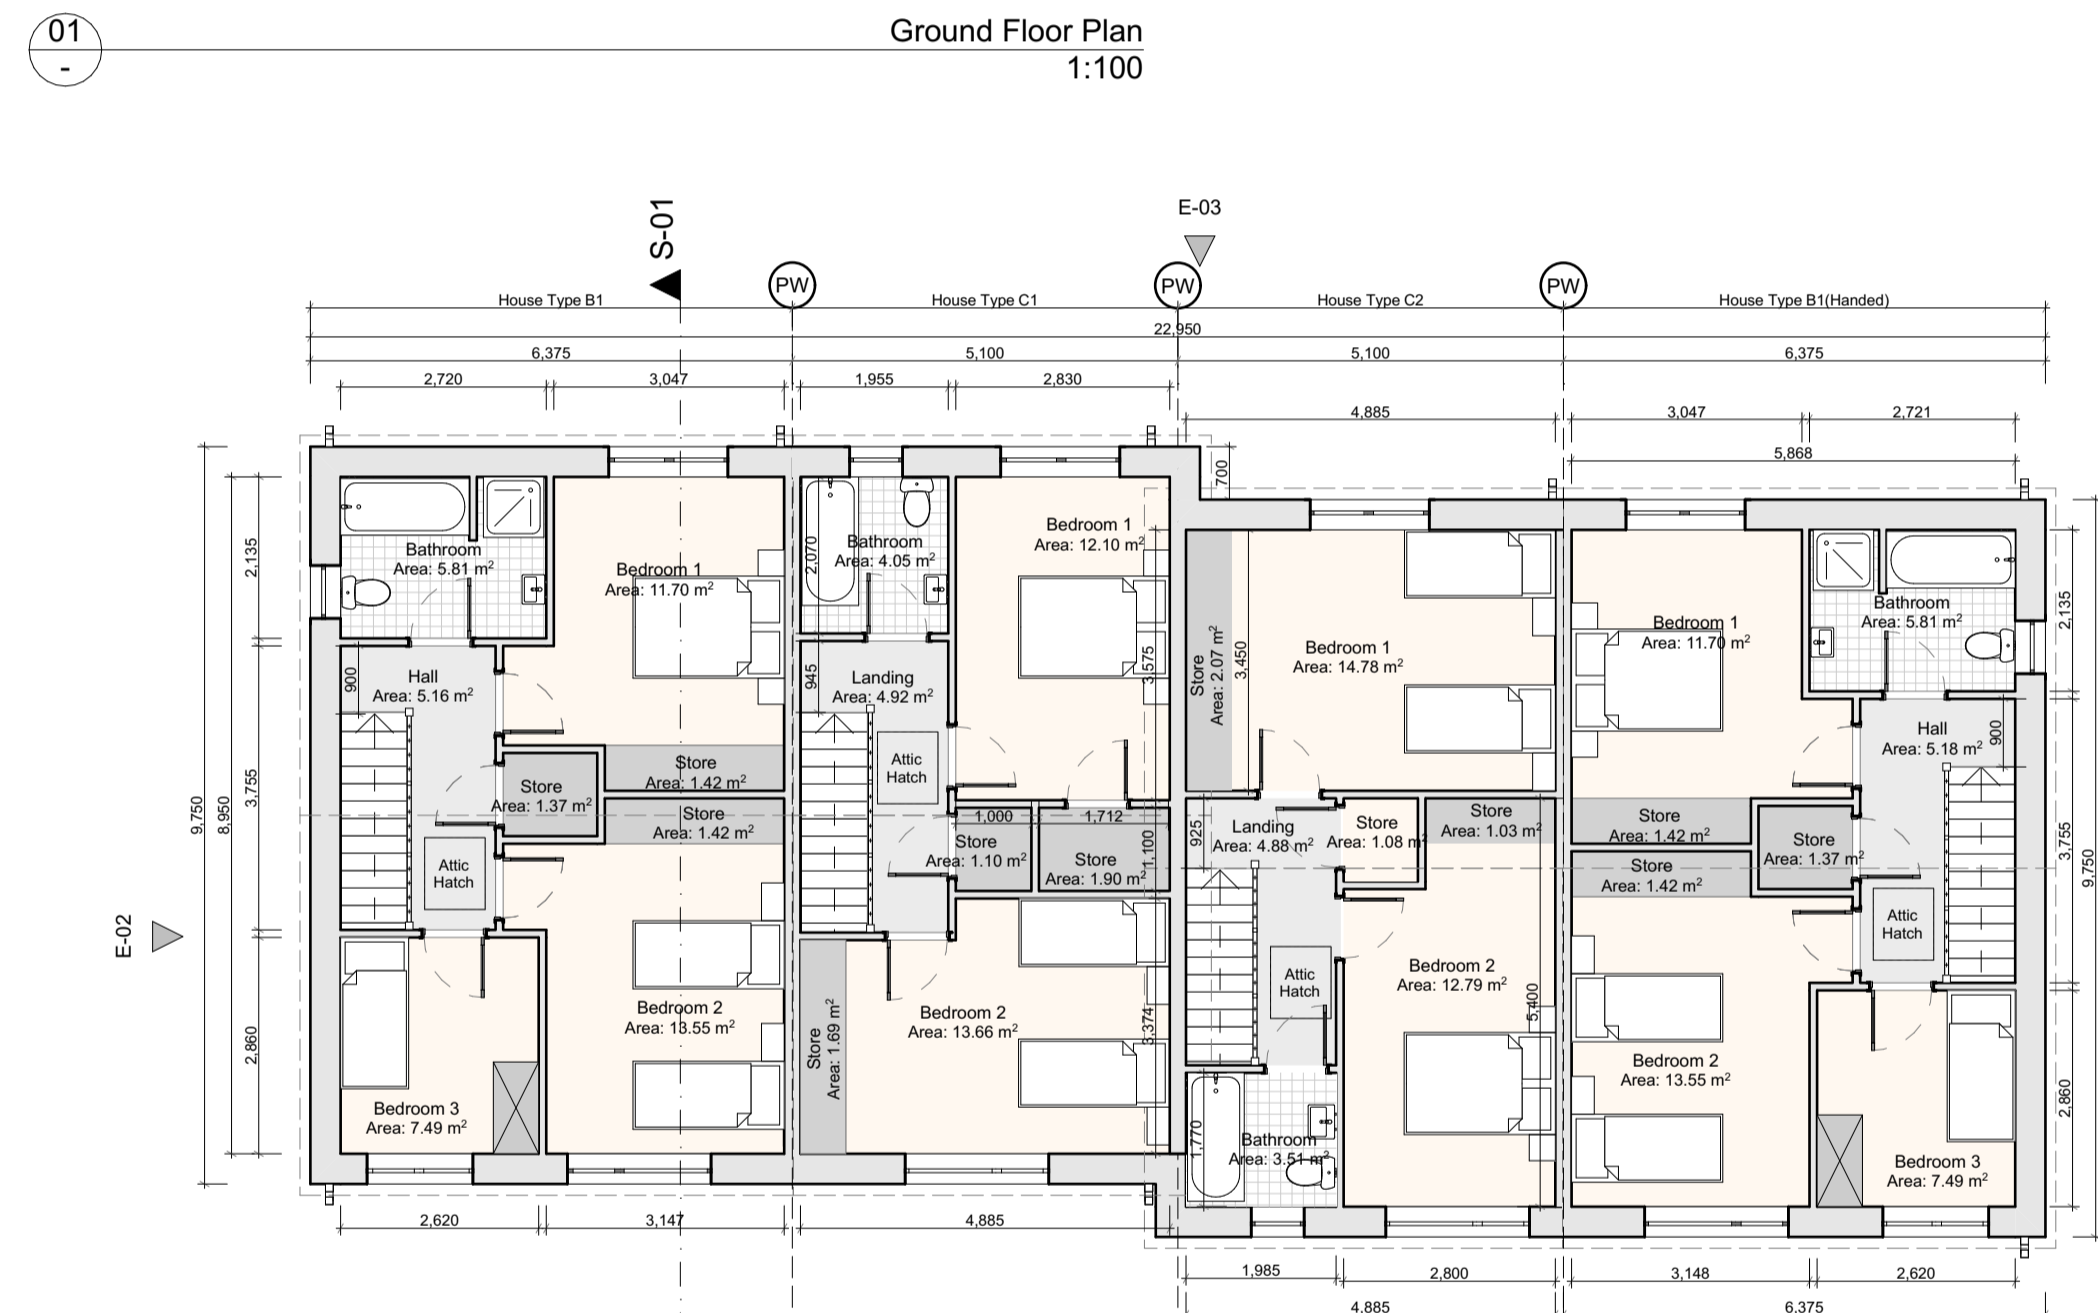 01
-
Ground Floor Plan
1:100
S-01
E-03
PW
PW
PW
House Type B1
House Type C1
House Type C2
House Type B1(Handed)
22,950
6,375
5,100
5,100
6,375
2,720
3,047
1,955
2,830
4,885
3,047
2,721
5,868
700
9,750
8,950
2,135
3,755
2,860
E-02
Bathroom
Area: 5.81 m²
Bedroom 1
Area: 11.70 m²
900
Hall
Area: 5.16 m²
Store
Area: 1.42 m²
Store
Area: 1.37 m²
Store
Area: 1.42 m²
Attic
Hatch
Bedroom 2
Area: 13.55 m²
Bedroom 3
Area: 7.49 m²
2,070
Bathroom
Area: 4.05 m²
Bedroom 1
Area: 12.10 m²
945
Landing
Area: 4.92 m²
3,575
Attic
Hatch
1,000
1,712
Store
Area: 1.10 m²
Store
Area: 1.90 m²
1,100
Store
Area: 1.69 m²
Bedroom 2
Area: 13.66 m²
3,374
Store
Area: 2.07 m²
3,450
Bedroom 1
Area: 14.78 m²
925
Landing
Area: 4.88 m²
Store
Area: 1.08 m²
Store
Area: 1.03 m²
Attic
Hatch
Bedroom 2
Area: 12.79 m²
5,400
1,770
Bathroom
Area: 3.51 m²
Bedroom 1
Area: 11.70 m²
Bathroom
Area: 5.81 m²
Hall
Area: 5.18 m²
900
Store
Area: 1.42 m²
Store
Area: 1.37 m²
Store
Area: 1.42 m²
Attic
Hatch
Bedroom 2
Area: 13.55 m²
Bedroom 3
Area: 7.49 m²
2,135
3,755
2,860
9,750
2,620
3,147
4,885
1,985
2,800
3,148
2,620
4,885
6,375